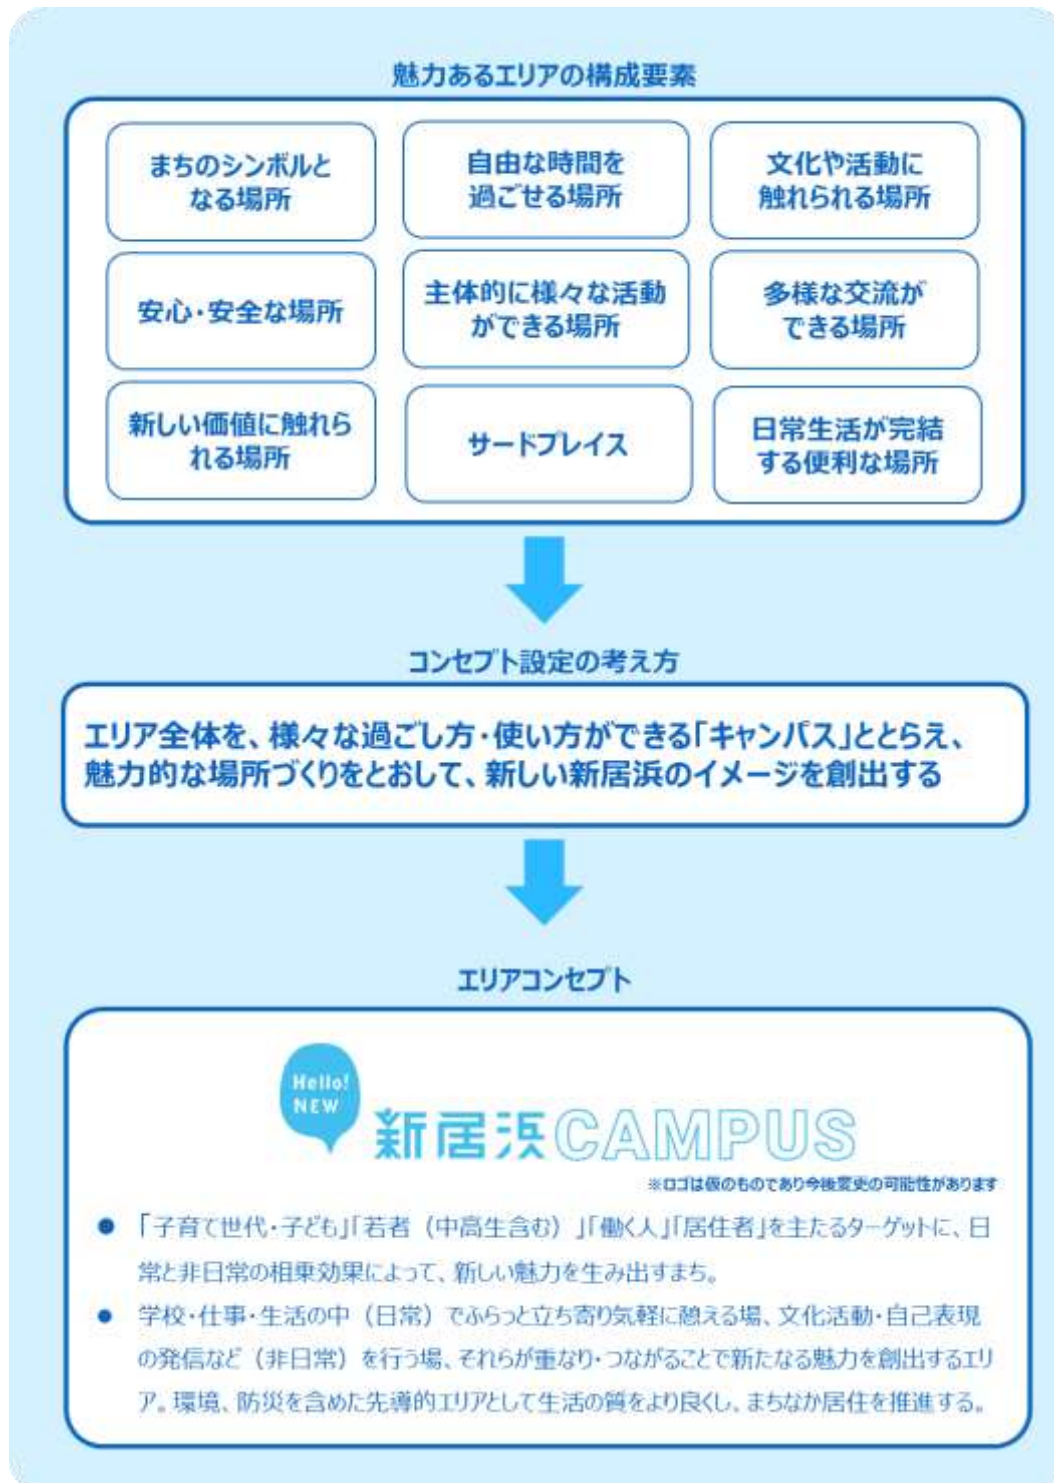 魅力あるエリアの構成要素
まちのシンボルと
なる場所
自由な時間を
過ごせる場所
文化や活動に
触れられる場所
安心・安全な場所
主体的に様々な活動
ができる場所
多様な交流が
できる場所
新しい価値に触れら
れる場所
サードプレイス
日常生活が完結
する便利な場所
コンセプト設定の考え方
エリア全体を、様々な過ごし方・使い方ができる「キャンパス」ととらえ、
魅力的な場所づくりをとおして、新しい新居浜のイメージを創出する
エリアコンセプト
Hello!
NEW
新居浜CAMPUS
※ロゴは仮のものであり今後変更の可能性があります
● 「子育て世代・子ども」「若者（中高生含む）」「働く人」「居住者」を主たるターゲットに、日
常と非日常の相乗効果によって、新しい魅力を生み出すまち。
● 学校・仕事・生活の中（日常）でふらっと立ち寄り気軽に憩える場、文化活動・自己表現
の発信など（非日常）を行う場、それらが重なり・つながることで新たなる魅力を創出するエリ
ア。環境、防災を含めた先導的エリアとして生活の質をより良くし、まちなか居住を推進する。